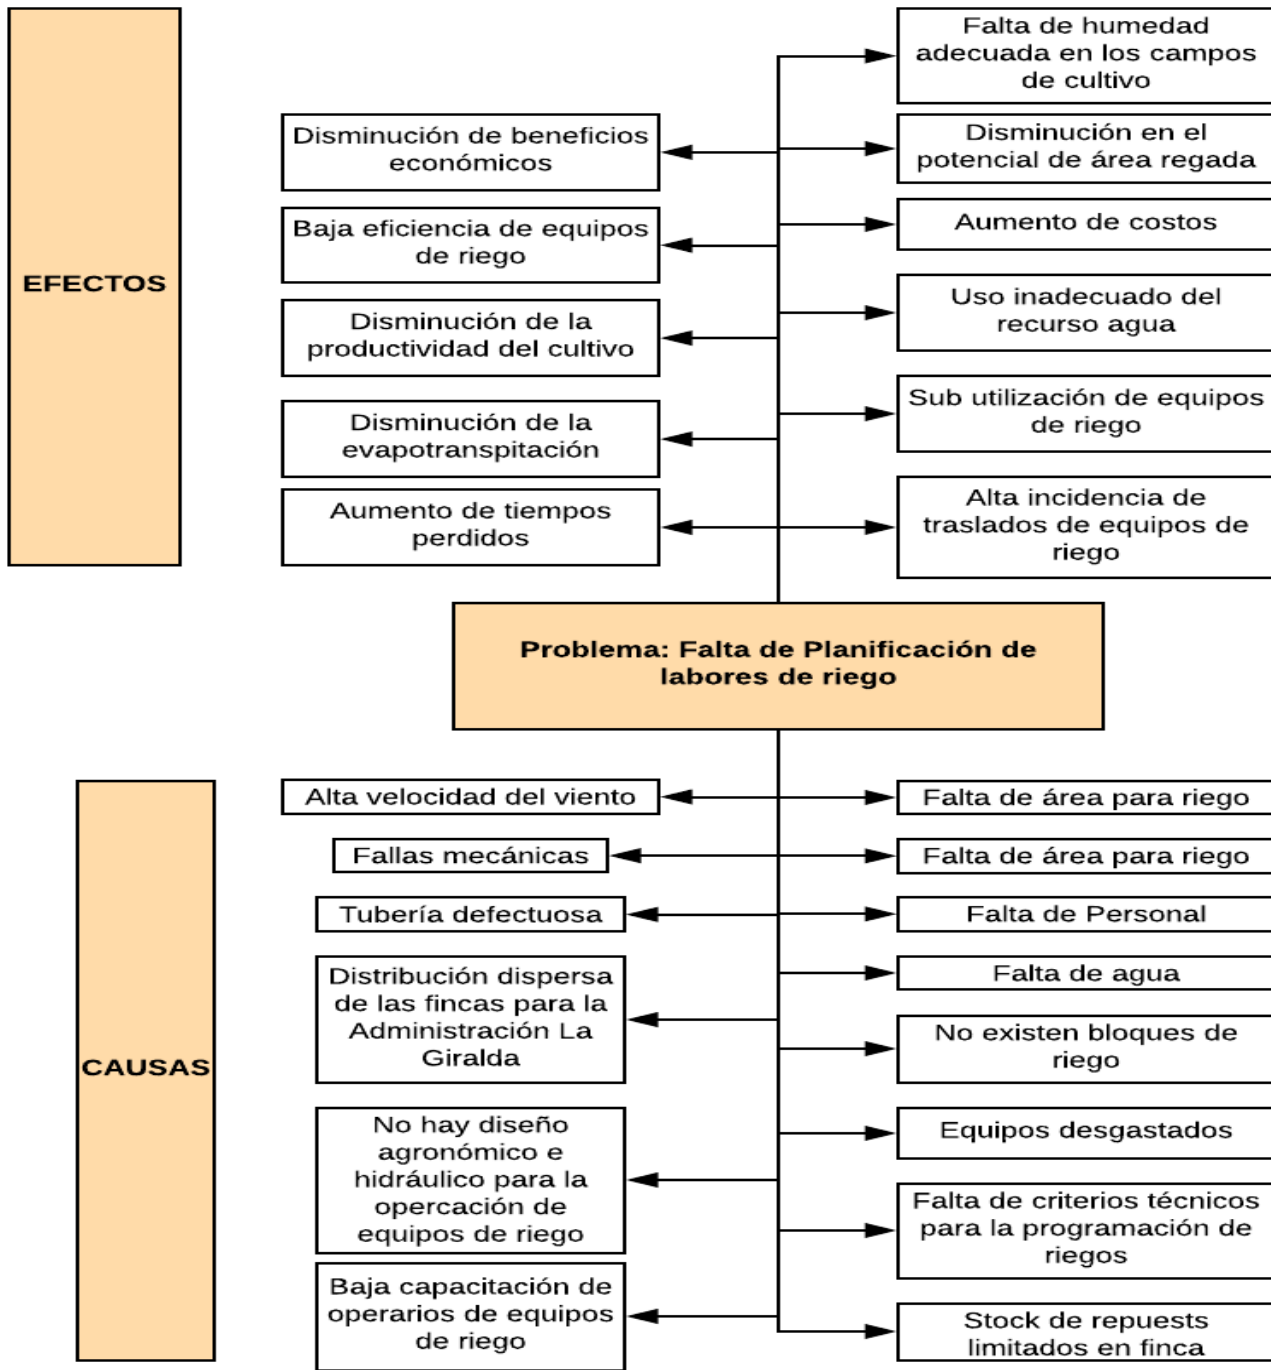 EFECTOS
Disminución de beneficios
económicos
Baja eficiencia de equipos
de riego
Disminución de la
productividad del cultivo
Disminución de la
evapotranspitación
Aumento de tiempos
perdidos
Falta de humedad
adecuada en los campos
de cultivo
Disminución en el
potencial de área regada
Aumento de costos
Uso inadecuado del
recurso agua
Sub utilización de equipos
de riego
Alta incidencia de
traslados de equipos de
riego
Problema: Falta de Planificación de
labores de riego
CAUSAS
Alta velocidad del viento
Fallas mecánicas
Tubería defectuosa
Distribución dispersa
de las fincas para la
Administración La
Giralda
No hay diseño
agronómico e
hidráulico para la
opercación de
equipos de riego
Baja capacitación de
operarios de equipos
de riego
Falta de área para riego
Falta de área para riego
Falta de Personal
Falta de agua
No existen bloques de
riego
Equipos desgastados
Falta de criterios técnicos
para la programación de
riegos
Stock de repuests
limitados en finca